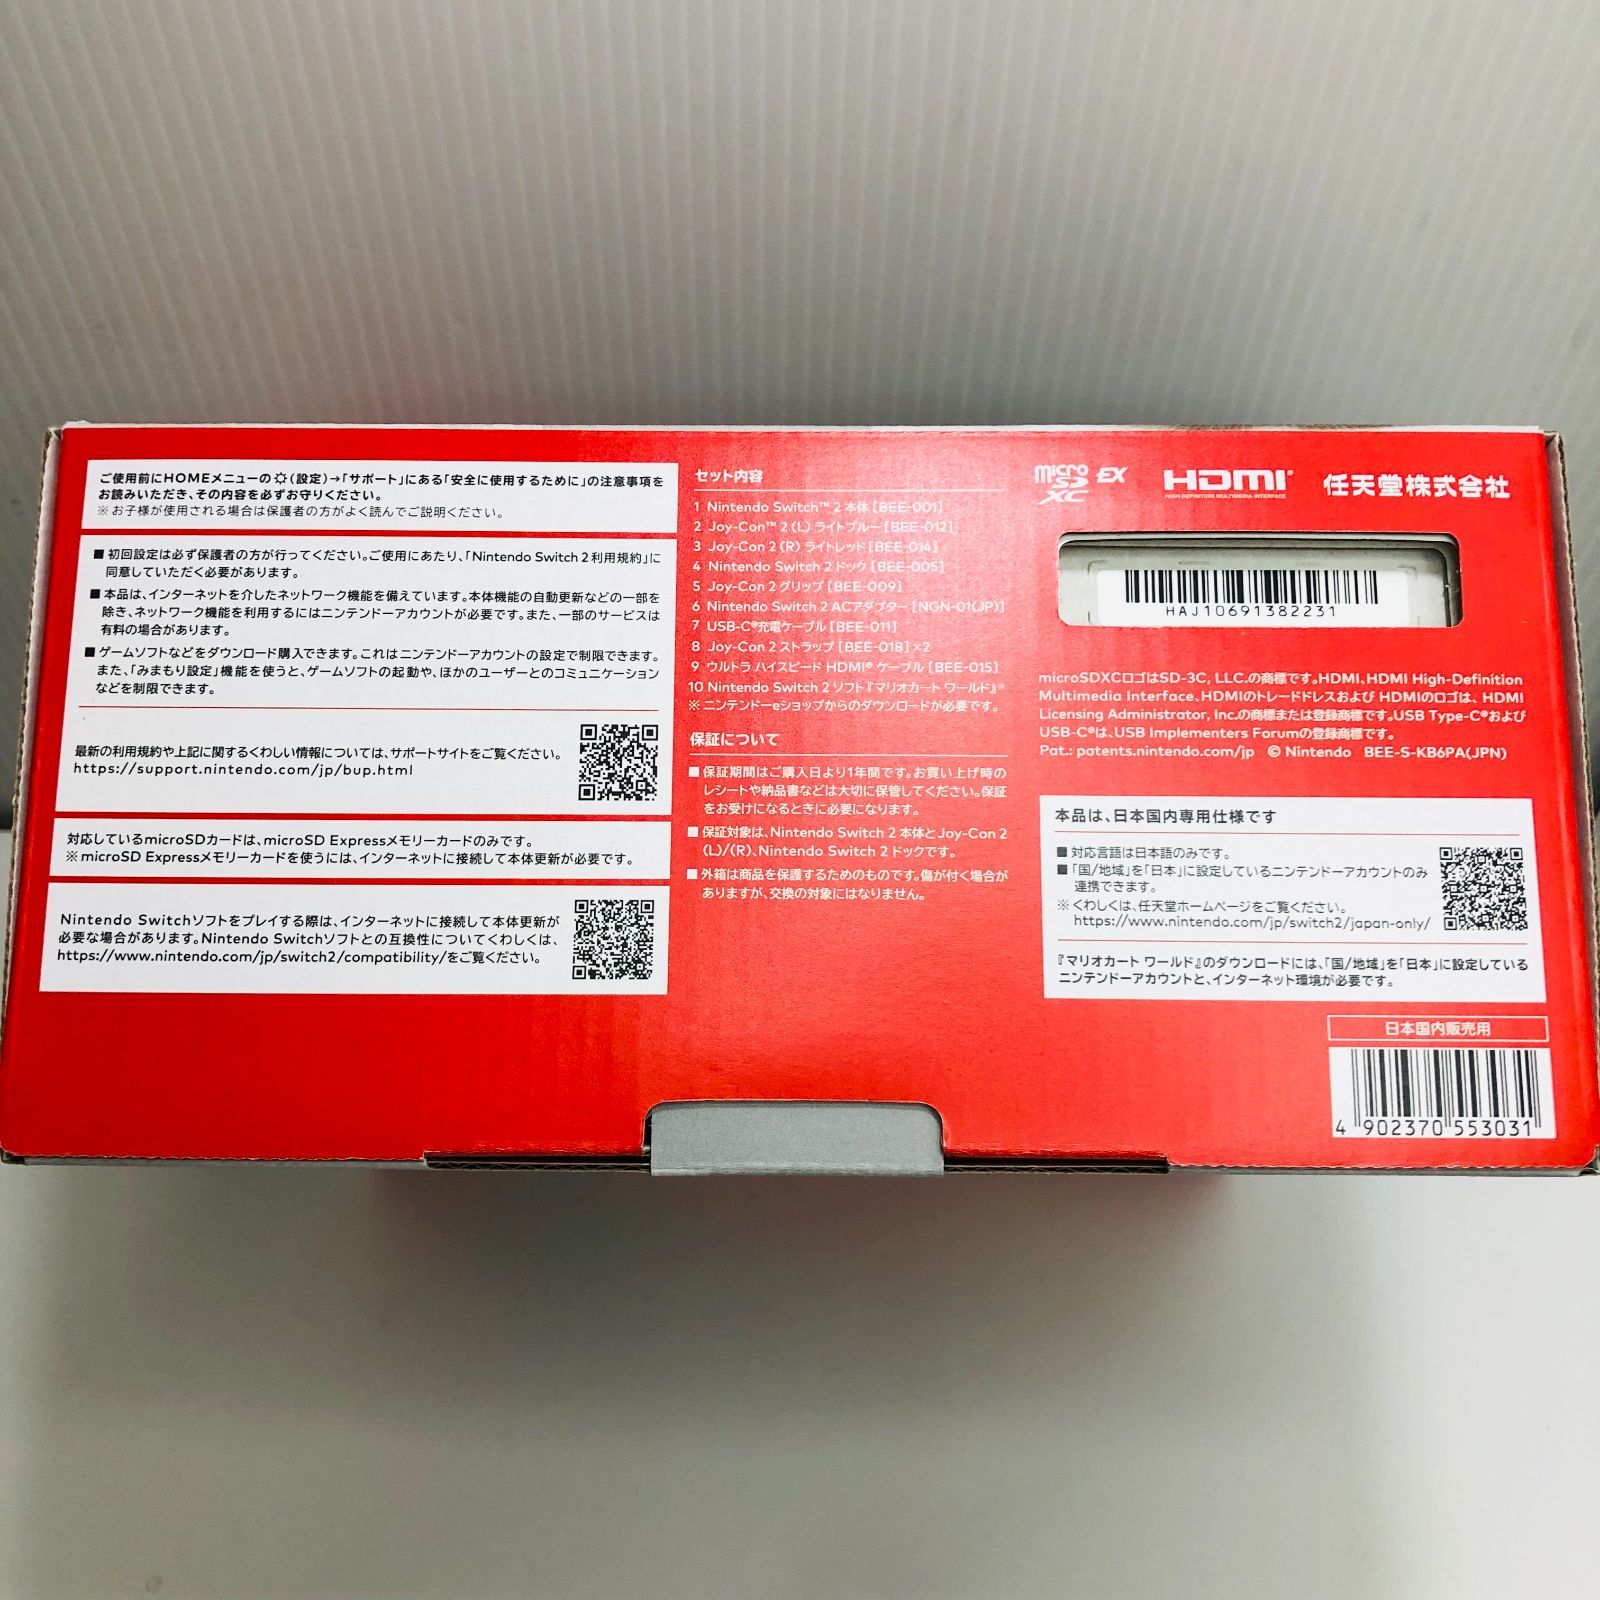 ご使用前にHOMEメニューの(設定)→「サポート」にある「安全に使用するために」の注意事項を
お読みいただき、その内容を必ずお守りください。
※お子様が使用される場合は保護者の方がよく読んでご説明ください。
■ 初回設定は必ず保護者の方が行ってください。ご使用にあたり、「Nintendo Switch 2 利用規約」に
同意していただく必要があります。
■ 本品は、インターネットを介したネットワーク機能を備えています。本体機能の自動更新などの一部を
除き、ネットワーク機能を利用するにはニンテンドーアカウントが必要です。また、一部のサービスは
有料の場合があります。
■ ゲームソフトなどをダウンロード購入できます。これはニンテンドーアカウントの設定で制限できます。
また、「みまもり設定」機能を使うと、ゲームソフトの起動や、ほかのユーザーとのコミュニケーション
などを制限できます。
最新の利用規約や上記に関するくわしい情報については、サポートサイトをご覧ください。
https://support.nintendo.com/jp/bup.html
対応しているmicroSDカードは、microSD Expressメモリーカードのみです。
※microSD Expressメモリーカードを使うには、インターネットに接続して本体更新が必要です。
Nintendo Switchソフトをプレイする際は、インターネットに接続して本体更新が
必要な場合があります。Nintendo Switchソフトとの互換性についてくわしくは、
https://www.nintendo.com/jp/switch2/compatibility/をご覧ください。
セット内容
1 Nintendo Switch™ 2 本体 [BEE-001]
2 Joy-Con™ 2 (L) ライトブルー [BEE-012]
3 Joy-Con 2 (R) ライトレッド [BEE-014]
4 Nintendo Switch 2 ドック [BEE-005]
5 Joy-Con 2 グリップ [BEE-009]
6 Nintendo Switch 2 ACアダプター [NGN-01(JP)]
7 USB-C®充電ケーブル [BEE-011]
8 Joy-Con 2 ストラップ [BEE-018]×2
9 ウルトラ ハイスピード HDMI® ケーブル [BEE-015]
10 Nintendo Switch 2 ソフト『マリオカート ワールド』※
※ ニンテンドーeショップからのダウンロードが必要です。
保証について
■ 保証期間はご購入日より1年間です。お買い上げ時の
レシートや納品書などは大切に保管してください。保証
をお受けになるときに必要になります。
■ 保証対象は、Nintendo Switch 2 本体とJoy-Con 2
(L)/(R)、Nintendo Switch 2 ドックです。
■ 外箱は商品を保護するためのものです。傷が付く場合が
ありますが、交換の対象にはなりません。
micro SD XC EX HDMI® 任天堂株式会社
HIGH-DEFINITION MULTIMEDIA INTERFACE
HAJ10691382231
microSDXCロゴはSD-3C, LLC.の商標です。HDMI、HDMI High-Definition
Multimedia Interface、HDMIのトレードドレスおよび HDMIのロゴは、HDMI
Licensing Administrator, Inc.の商標または登録商標です。USB Type-C®および
USB-C®は、USB Implementers Forumの登録商標です。
Pat.: patents.nintendo.com/jp © Nintendo BEE-S-KB6PA(JPN)
本品は、日本国内専用仕様です
■ 対応言語は日本語のみです。
■ 「国/地域」を「日本」に設定しているニンテンドーアカウントのみ
連携できます。
※ くわしくは、任天堂ホームページをご覧ください。
https://www.nintendo.com/jp/switch2/japan-only/
『マリオカート ワールド』のダウンロードには、「国/地域」を「日本」に設定している
ニンテンドーアカウントと、インターネット環境が必要です。
日本国内販売用
4 902370 553031